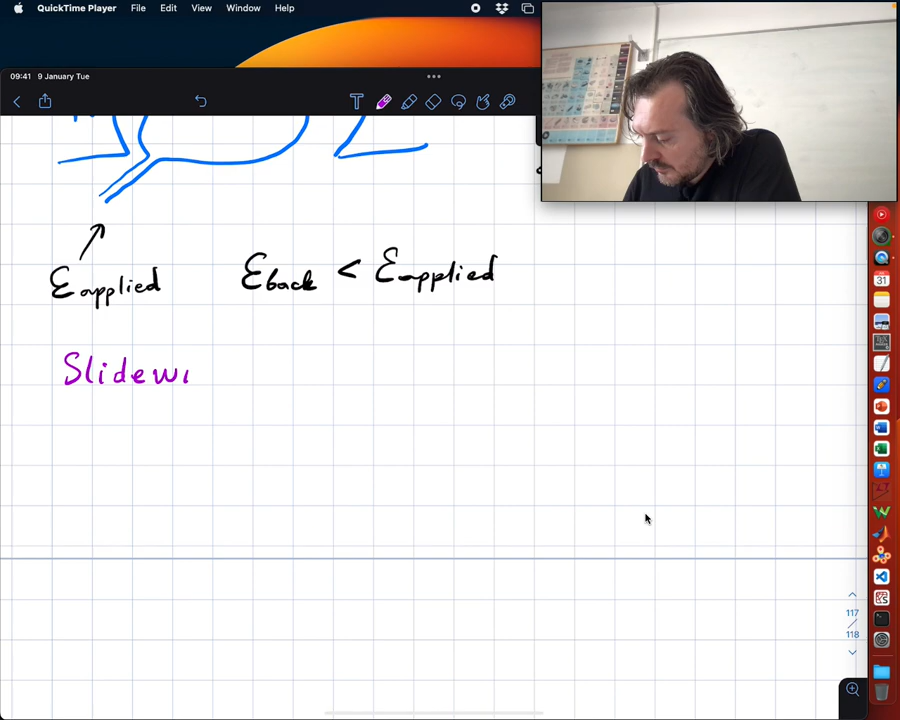 QuickTime Player File Edit View Window Help
09:41 9 January Tue
ε applied
ε back < ε applied
Slidewi
117
/
118